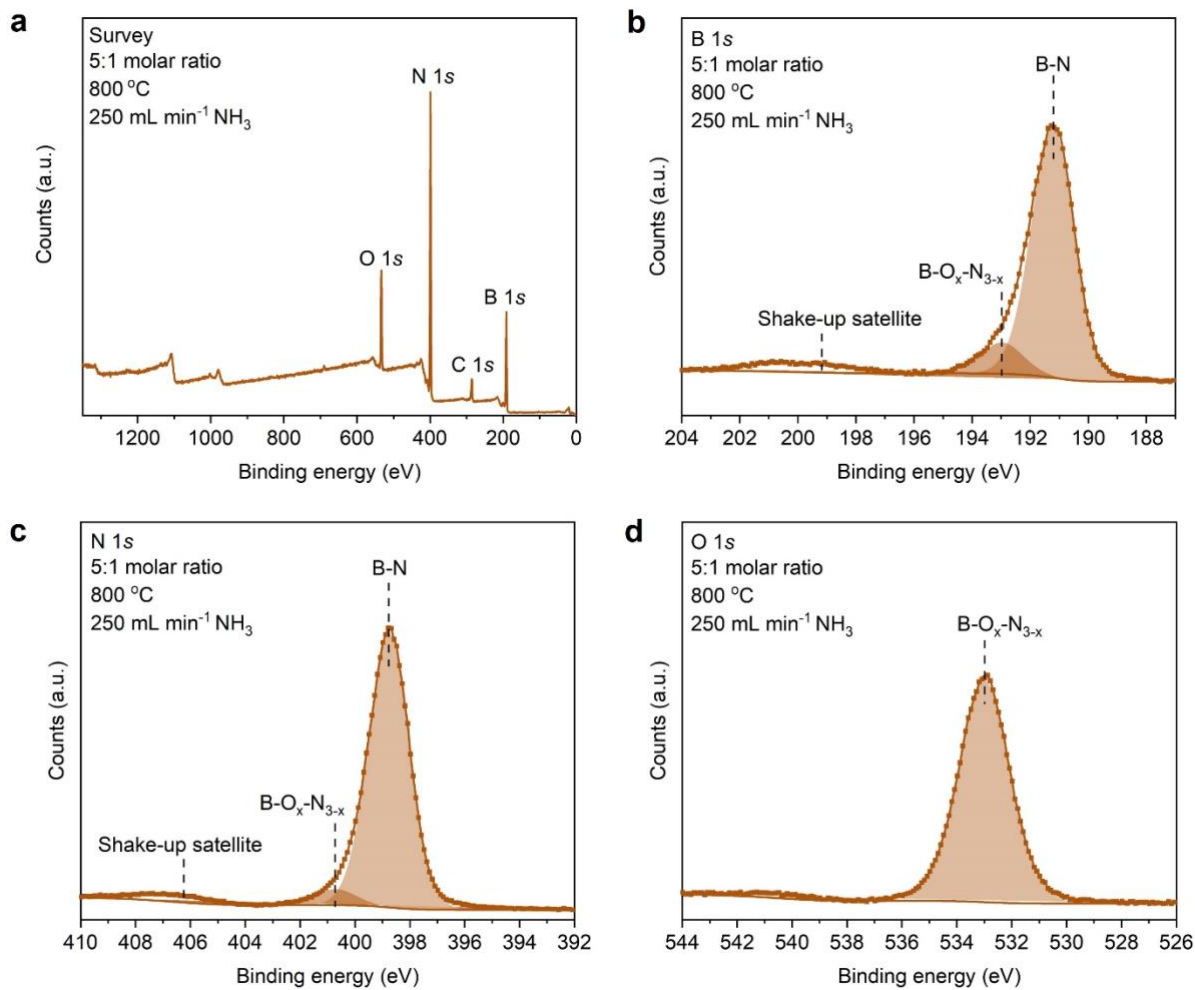 a
Survey
5:1 molar ratio
800 °C
250 mL min⁻¹ NH₃
N 1s
O 1s
B 1s
C 1s
Counts (a.u.)
1200 1000 800 600 400 200 0
Binding energy (eV)
b
B 1s
5:1 molar ratio
800 °C
250 mL min⁻¹ NH₃
B-N
B-Oₓ-N₃₋ₓ
Shake-up satellite
Counts (a.u.)
204 202 200 198 196 194 192 190 188
Binding energy (eV)
c
N 1s
5:1 molar ratio
800 °C
250 mL min⁻¹ NH₃
B-N
B-Oₓ-N₃₋ₓ
Shake-up satellite
Counts (a.u.)
410 408 406 404 402 400 398 396 394 392
Binding energy (eV)
d
O 1s
5:1 molar ratio
800 °C
250 mL min⁻¹ NH₃
B-Oₓ-N₃₋ₓ
Counts (a.u.)
544 542 540 538 536 534 532 530 528 526
Binding energy (eV)